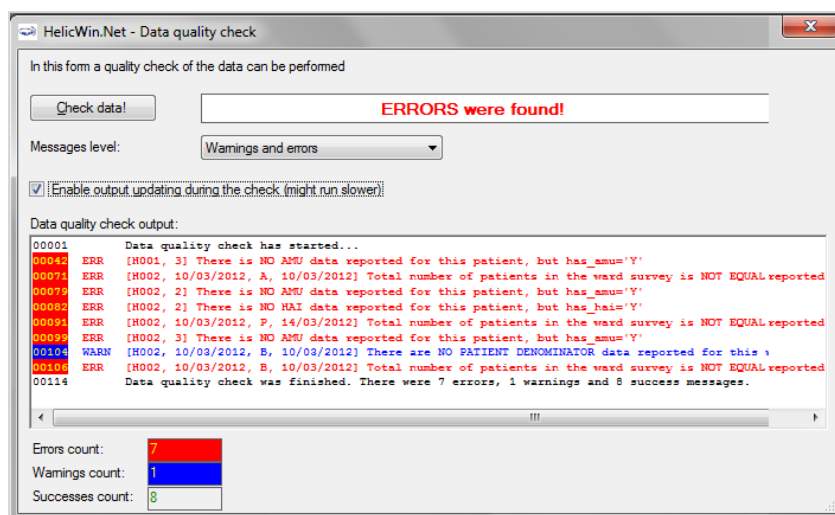 HelicWin.Net - Data quality check
In this form a quality check of the data can be performed
Check data!
ERRORS were found!
Messages level:
Warnings and errors
Enable output updating during the check (might run slower)
Data quality check output:
00001 Data quality check has started...
00042 ERR [H001, 3] There is NO AMU data reported for this patient, but has_amu='Y'
00071 ERR [H002, 10/03/2012, A, 10/03/2012] Total number of patients in the ward survey is NOT EQUAL reported
00079 ERR [H002, 2] There is NO AMU data reported for this patient, but has_amu='Y'
00082 ERR [H002, 2] There is NO HAI data reported for this patient, but has_hai='Y'
00091 ERR [H002, 10/03/2012, P, 14/03/2012] Total number of patients in the ward survey is NOT EQUAL reported
00099 ERR [H002, 3] There is NO AMU data reported for this patient, but has_amu='Y'
00104 WARN [H002, 10/03/2012, B, 10/03/2012] There are NO PATIENT DENOMINATOR data reported for this
00106 ERR [H002, 10/03/2012, B, 10/03/2012] Total number of patients in the ward survey is NOT EQUAL reported
00114 Data quality check was finished. There were 7 errors, 1 warnings and 8 success messages.
Errors count: 7
Warnings count: 1
Successes count: 8